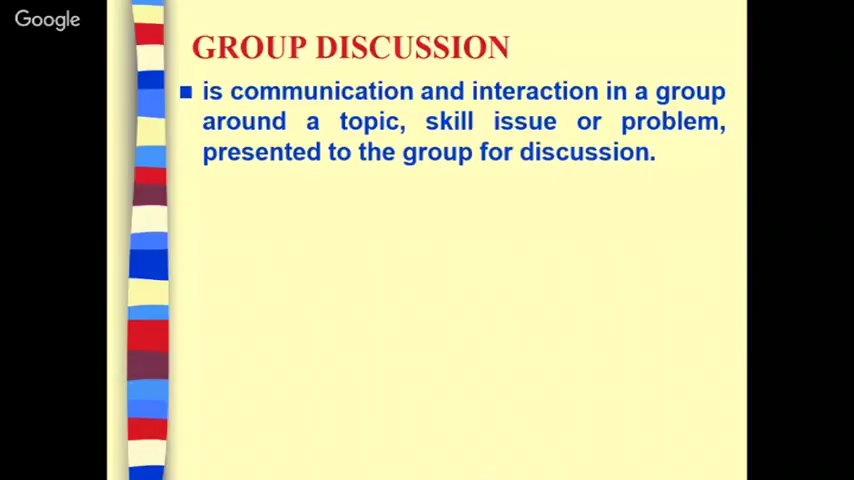 Google
GROUP DISCUSSION
is communication and interaction in a group
around a topic, skill issue or problem,
presented to the group for discussion.